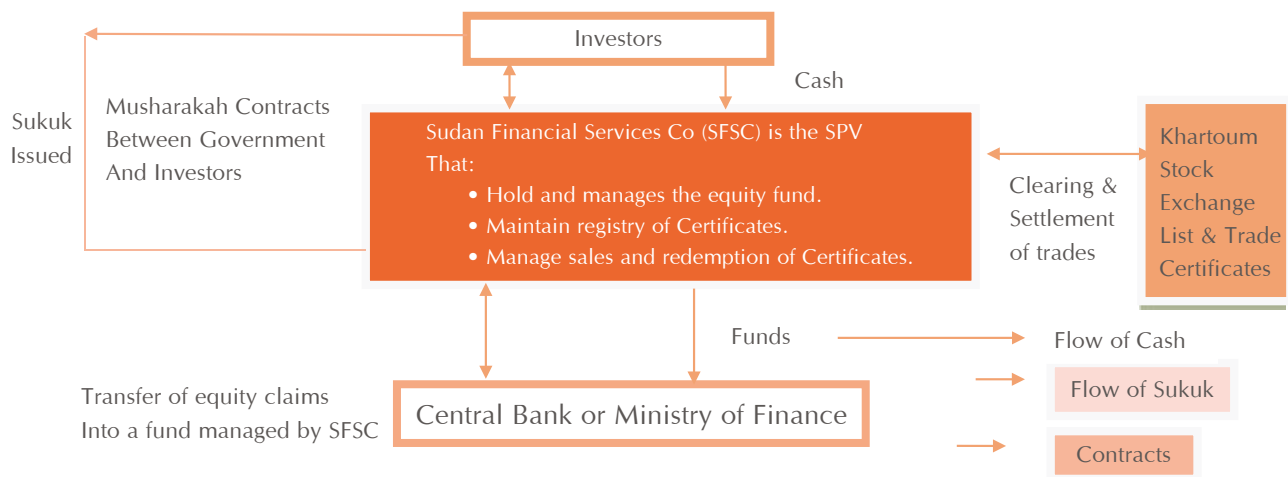 Investors
Cash
Sukuk
Issued
Musharakah Contracts
Between Government
And Investors
Sudan Financial Services Co (SFSC) is the SPV
That:
• Hold and manages the equity fund.
• Maintain registry of Certificates.
• Manage sales and redemption of Certificates.
Clearing &
Settlement
of trades
Khartoum
Stock
Exchange
List & Trade
Certificates
Funds
Flow of Cash
Flow of Sukuk
Contracts
Transfer of equity claims
Into a fund managed by SFSC
Central Bank or Ministry of Finance